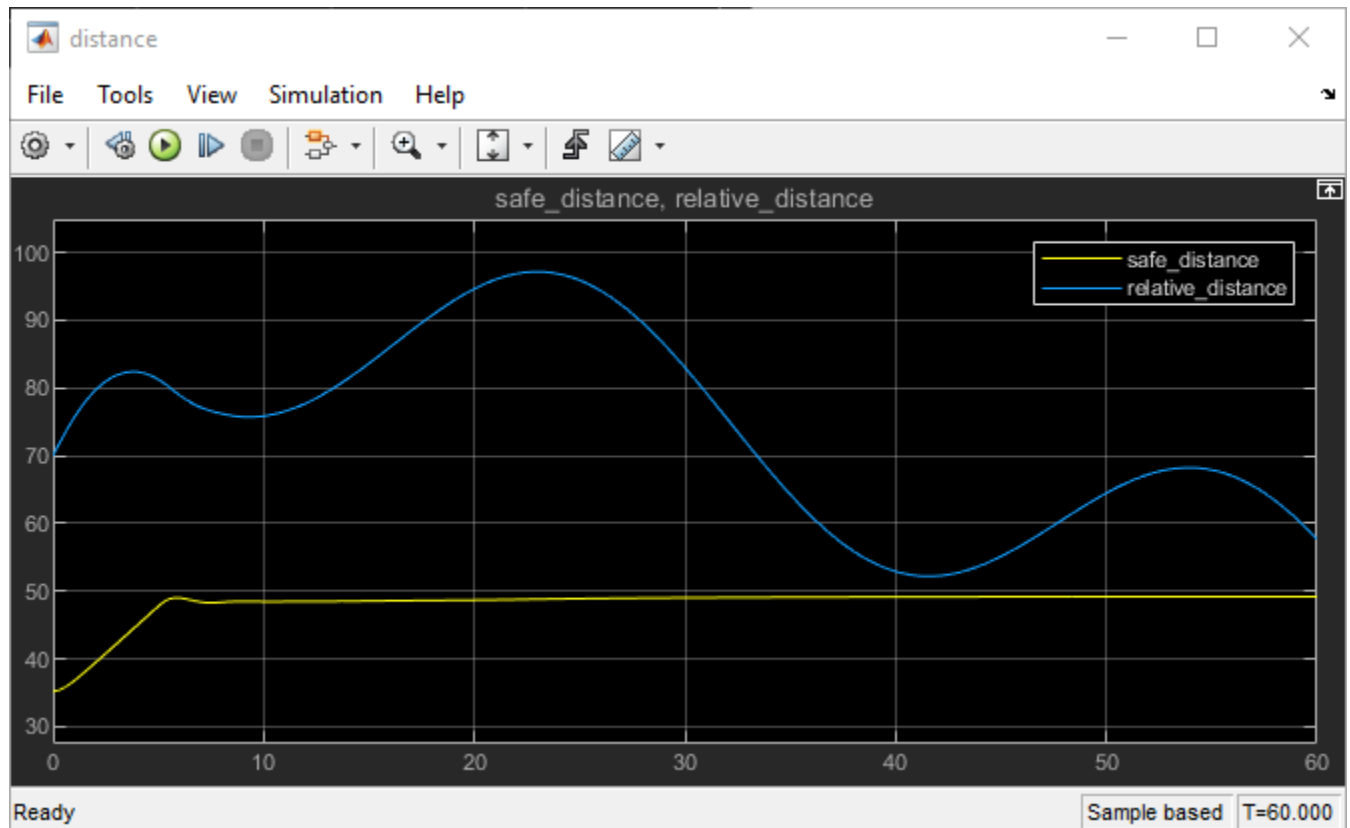 distance
File Tools View Simulation Help
safe_distance, relative_distance
safe_distance
relative_distance
100
90
80
70
60
50
40
30
0 10 20 30 40 50 60
Ready Sample based T=60.000